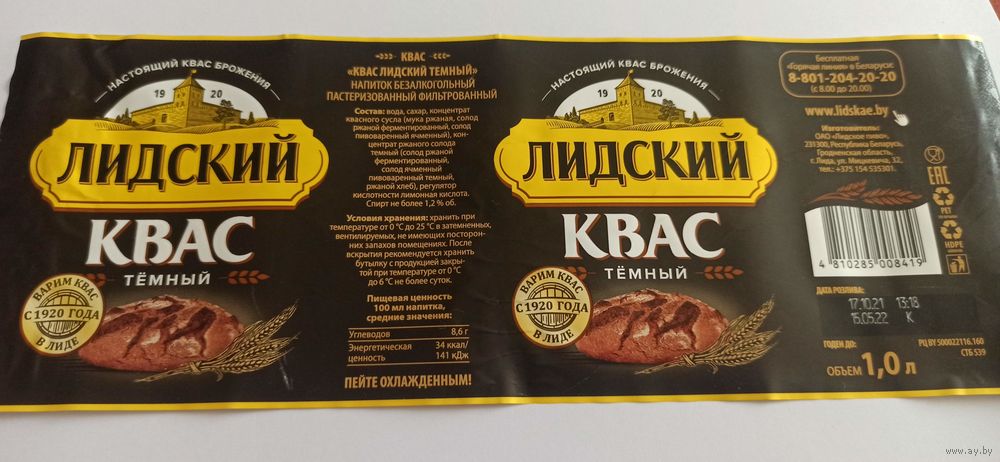 НАСТОЯЩИЙ КВАС БРОЖЕНИЯ
19 20
ЛИДСКИЙ
КВАС
ТЁМНЫЙ
ВАРИМ КВАС
С 1920 ГОДА
В ЛИДЕ
КВАС
«КВАС ЛИДСКИЙ ТЕМНЫЙ»
НАПИТОК БЕЗАЛКОГОЛЬНЫЙ
ПАСТЕРИЗОВАННЫЙ ФИЛЬТРОВАННЫЙ
Состав: вода, сахар, концентрат
квасного сусла (мука ржаная, солод
ржаной ферментированный, солод
пивоваренный ячменный), кон-
центрат ржаного солода
темный (солод ржаной
ферментированный,
солод ячменный
пивоваренный темный,
ржаной хлеб), регулятор
кислотности лимонная кислота.
Спирт не более 1,2 % об.
Условия хранения: хранить при
температуре от 0 °С до 25 °С в затемненных,
вентилируемых, не имеющих посторон-
них запахов помещениях. После
вскрытия рекомендуется хранить
бутылку с продукцией закры-
той при температуре от 0 °С
до 6 °С не более суток.
Пищевая ценность
100 мл напитка,
средние значения:
Углеводов 8,6 г
Энергетическая 34 ккал/
ценность 141 кДж
ПЕЙТЕ ОХЛАЖДЕННЫМ!
НАСТОЯЩИЙ КВАС БРОЖЕНИЯ
19 20
ЛИДСКИЙ
КВАС
ТЁМНЫЙ
ВАРИМ КВАС
С 1920 ГОДА
В ЛИДЕ
Бесплатная
«Горячая линия» в Беларуси:
8-801-204-20-20
(с 8.00 до 20.00)
www.lidskae.by
Изготовитель:
ОАО «Лидское пиво»,
231300, Республика Беларусь,
Гродненская область,
г. Лида, ул. Мицкевича, 32,
тел.: +375 154 535301.
EAC
PET
HDPE
4 810285 008419
ДАТА РОЗЛИВА:
17.10.21 13:18
15.05.22 К
ГОДЕН ДО:
РЦ BY 500022116.160
СТБ 539
ОБЪЕМ 1,0 л
www.ay.by